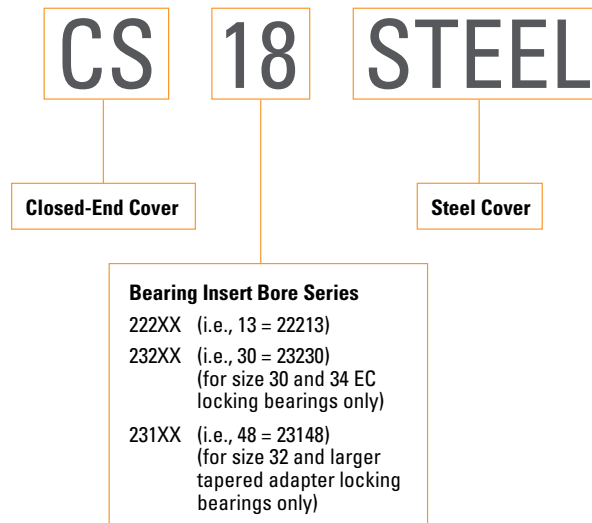 CS 18 STEEL
Closed-End Cover
Steel Cover
Bearing Insert Bore Series
222XX (i.e., 13 = 22213)
232XX (i.e., 30 = 23230)
(for size 30 and 34 EC
locking bearings only)
231XX (i.e., 48 = 23148)
(for size 32 and larger
tapered adapter locking
bearings only)